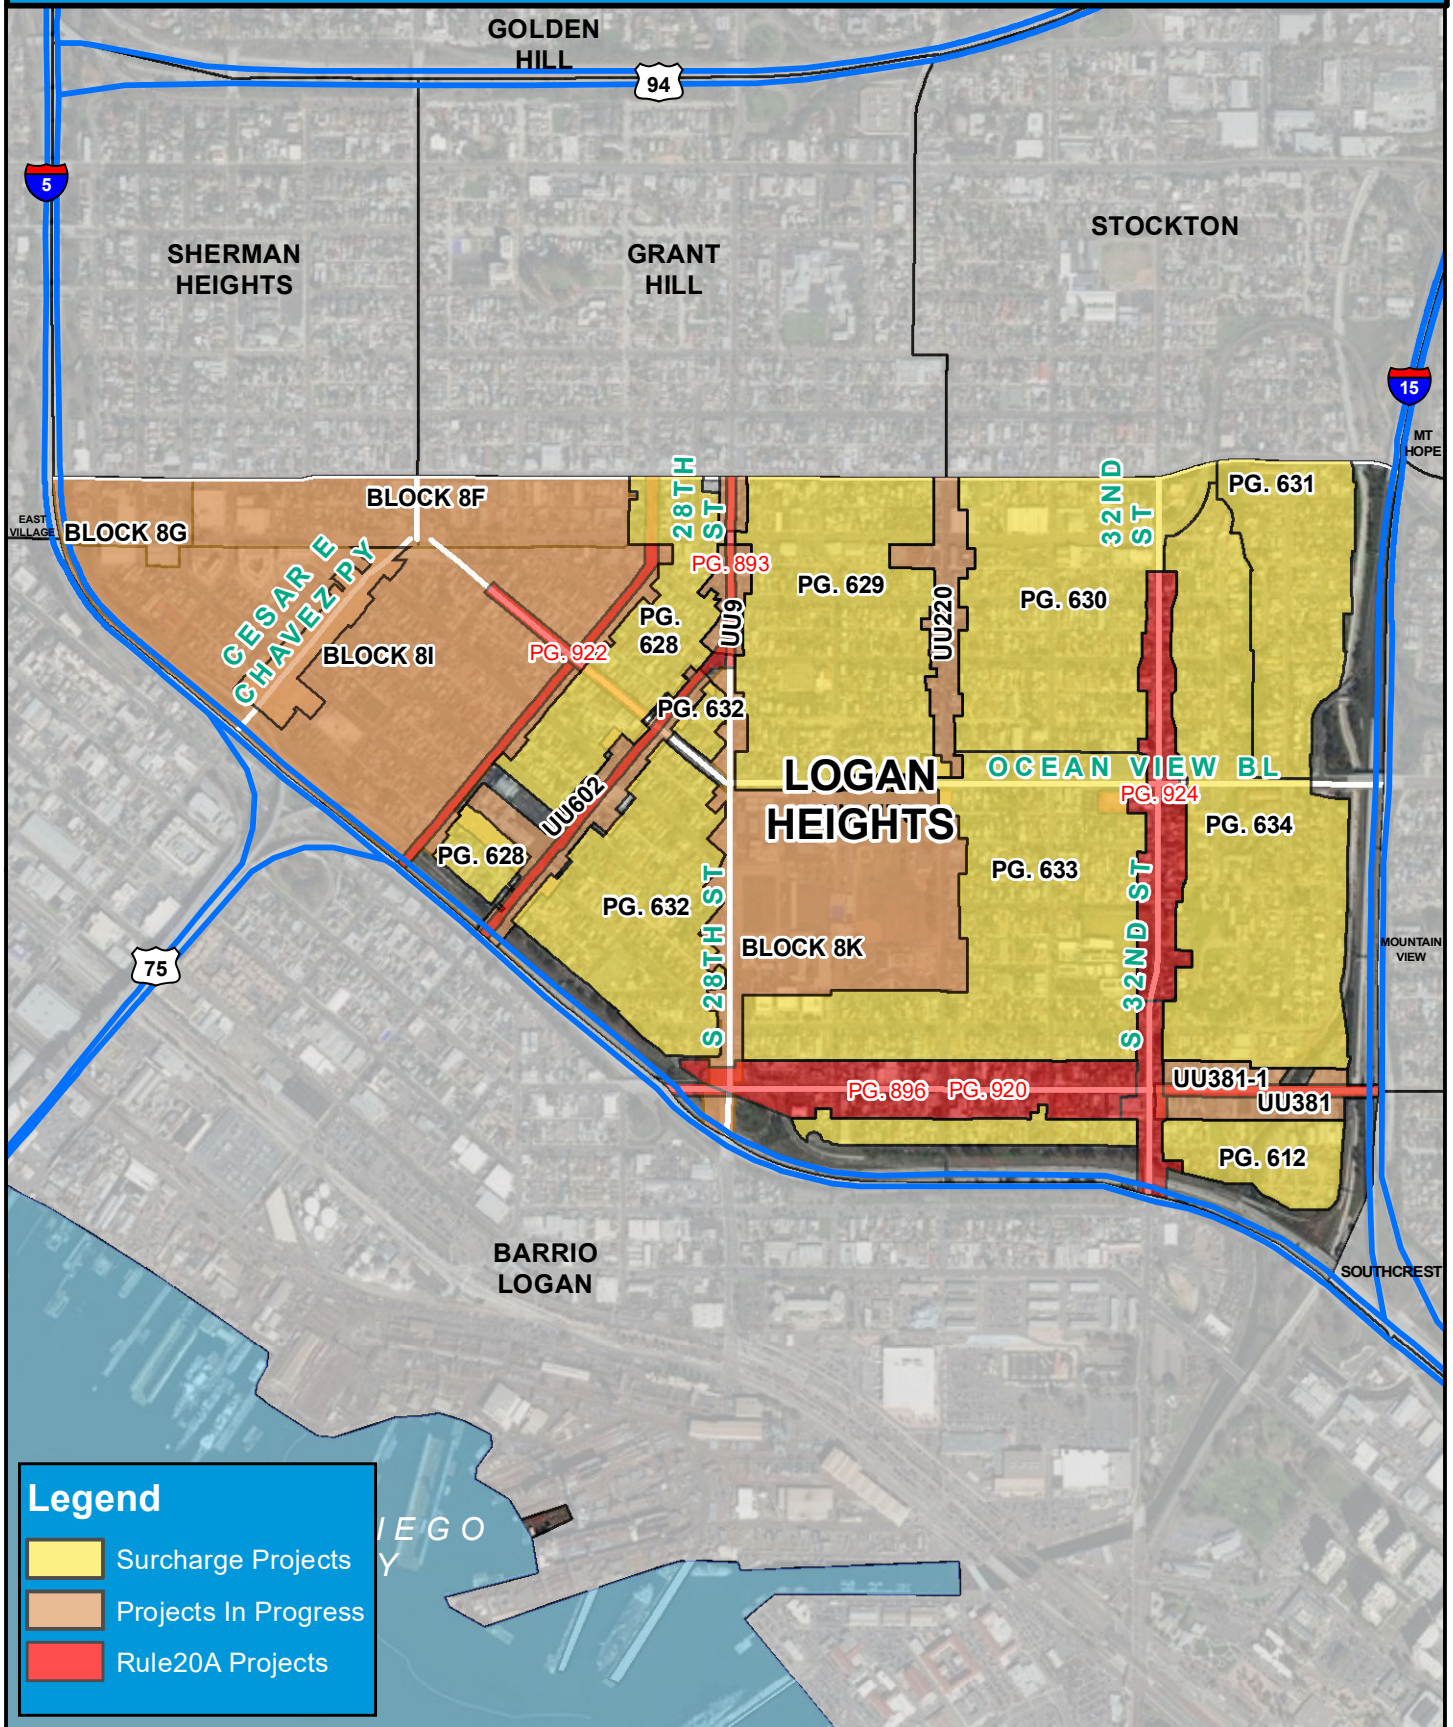 GOLDEN
HILL
94
5
SHERMAN
HEIGHTS
GRANT
HILL
STOCKTON
15
MT
HOPE
28TH
ST
32ND
ST
PG. 631
BLOCK 8F
EAST
VILLAGE
BLOCK 8G
CESAR E
CHAVEZ PY
PG. 893
PG. 629
PG. 630
PG.
628
UU9
UU220
PG. 922
BLOCK 8I
PG. 632
LOGAN
HEIGHTS
OCEAN VIEW BL
PG. 924
UU602
PG. 634
PG. 628
PG. 633
PG. 632
S 28TH ST
S 32ND ST
BLOCK 8K
MOUNTAIN
VIEW
75
UU381-1
PG. 896
PG. 920
UU381
PG. 612
BARRIO
LOGAN
SOUTHCREST
IEGO
Y
Legend
Surcharge Projects
Projects In Progress
Rule20A Projects